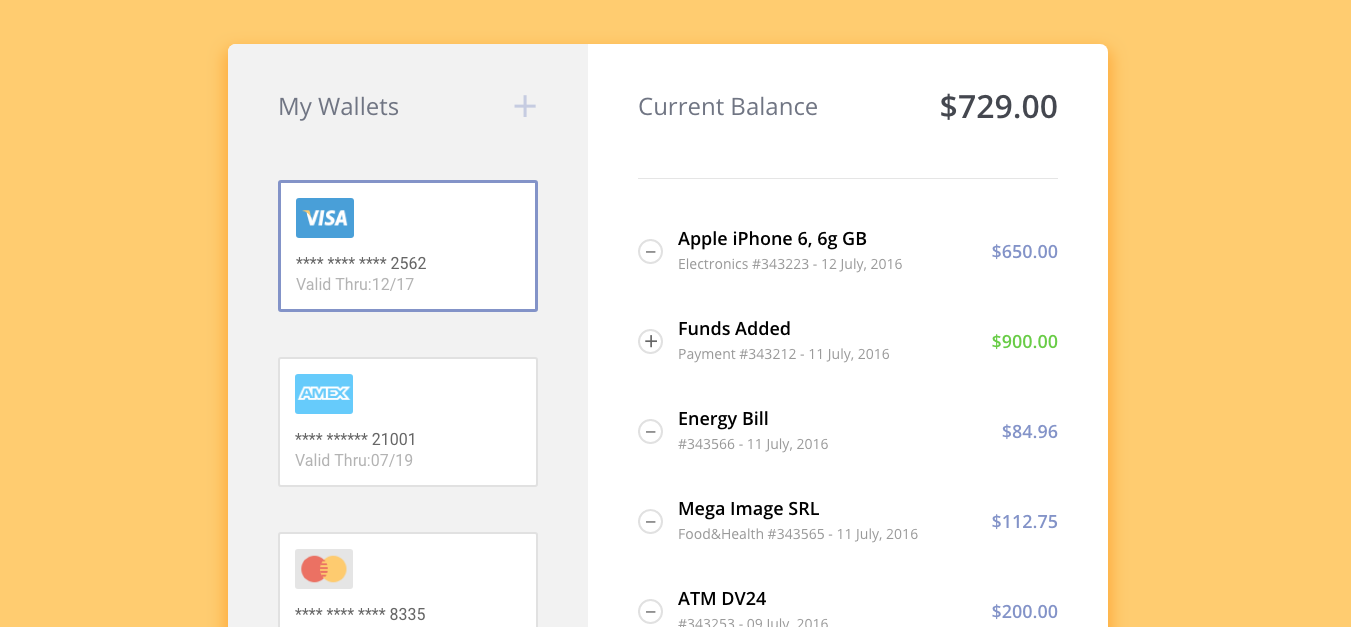 My Wallets
+
VISA
**** **** **** 2562
Valid Thru:12/17
AMEX
**** ****** 21001
Valid Thru:07/19
**** **** **** 8335
Current Balance
$729.00
Apple iPhone 6, 6g GB
$650.00
Electronics #343223 - 12 July, 2016
Funds Added
$900.00
Payment #343212 - 11 July, 2016
Energy Bill
$84.96
#343566 - 11 July, 2016
Mega Image SRL
$112.75
Food&Health #343565 - 11 July, 2016
ATM DV24
$200.00
#343253 - 09 July, 2016